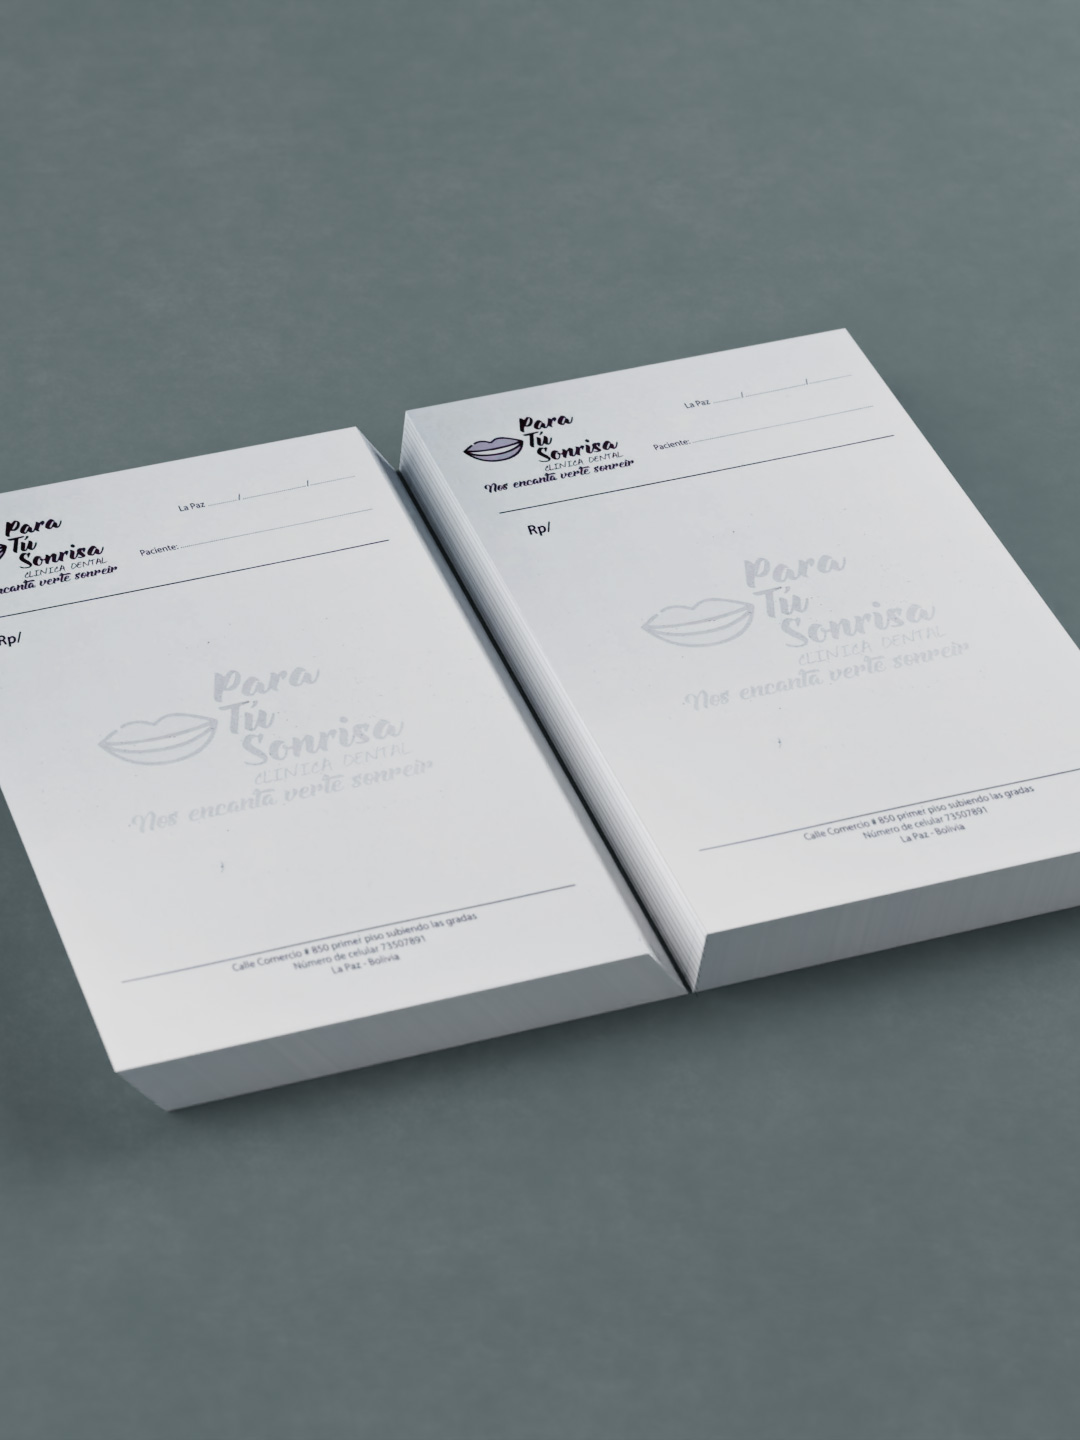 Para
Tú
Sonrisa
CLINICA DENTAL
encanta verte sonreir
La Paz ____/____/____
Paciente:
Rp/
Para
Tú
Sonrisa
CLINICA DENTAL
Nos encanta verte sonreir
Calle Comercio # 850 primer piso subiendo las gradas
Número de celular 73507891
La Paz - Bolivia
Para
Tú
Sonrisa
CLINICA DENTAL
Nos encanta verte sonreir
La Paz ____/____/____
Paciente:
Rp/
Para
Tú
Sonrisa
CLINICA DENTAL
Nos encanta verte sonreir
Calle Comercio # 850 primer piso subiendo las gradas
Número de celular 73507891
La Paz - Bolivia